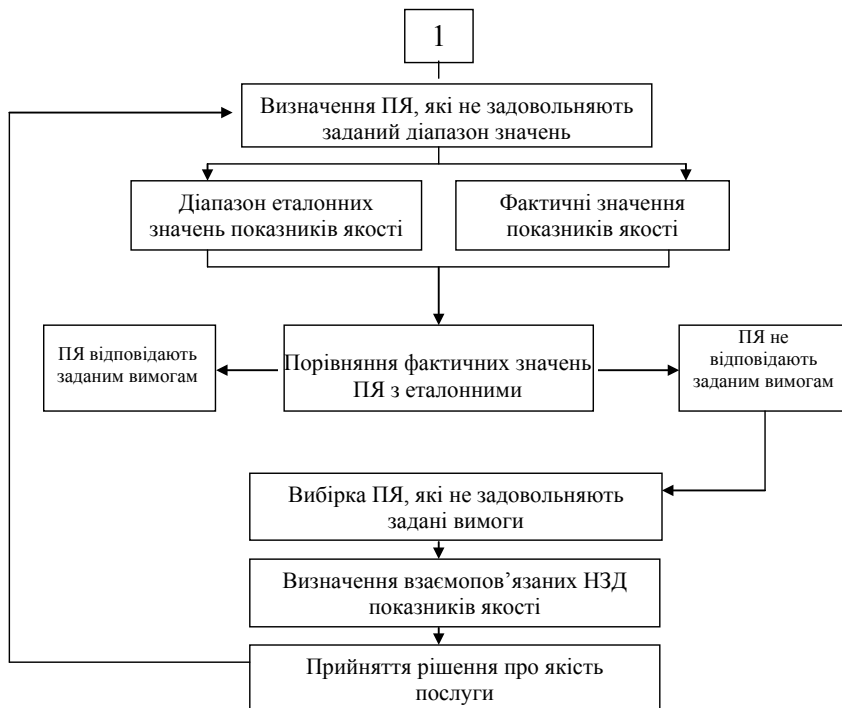 1
Визначення ПЯ, які не задовольняють
заданий діапазон значень
Діапазон еталонних
значень показників якості
Фактичні значення
показників якості
ПЯ відповідають
заданим вимогам
Порівняння фактичних значень
ПЯ з еталонними
ПЯ не
відповідають
заданим вимогам
Вибірка ПЯ, які не задовольняють
задані вимоги
Визначення взаємопов’язаних НЗД
показників якості
Прийняття рішення про якість
послуги